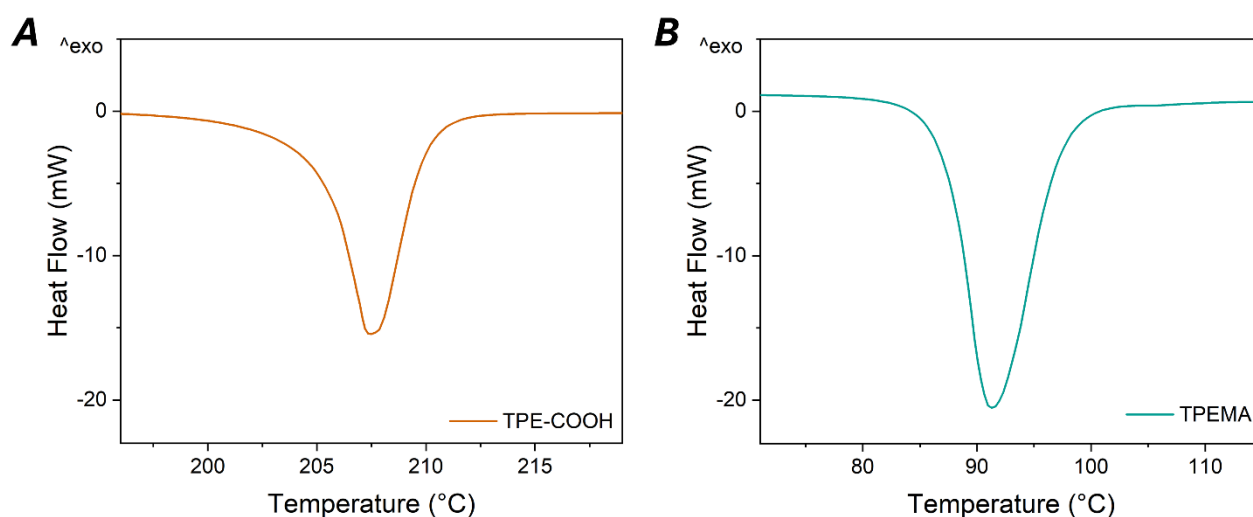 A
^exo
0
-10
-20
Heat Flow (mW)
TPE-COOH
200
205
210
215
Temperature (°C)
B
^exo
0
-10
-20
Heat Flow (mW)
TPEMA
80
90
100
110
Temperature (°C)